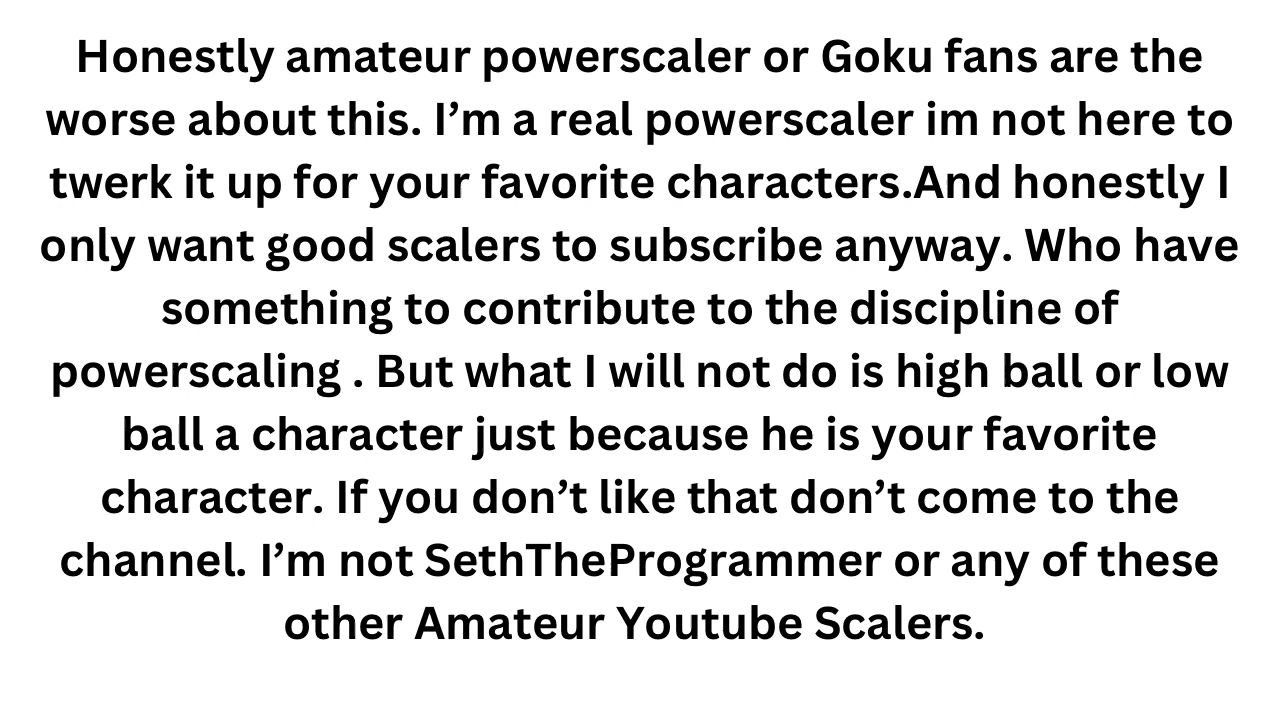 Honestly amateur powerscaler or Goku fans are the
worse about this. I’m a real powerscaler im not here to
twerk it up for your favorite characters.And honestly I
only want good scalers to subscribe anyway. Who have
something to contribute to the discipline of
powerscaling . But what I will not do is high ball or low
ball a character just because he is your favorite
character. If you don’t like that don’t come to the
channel. I’m not SethTheProgrammer or any of these
other Amateur Youtube Scalers.